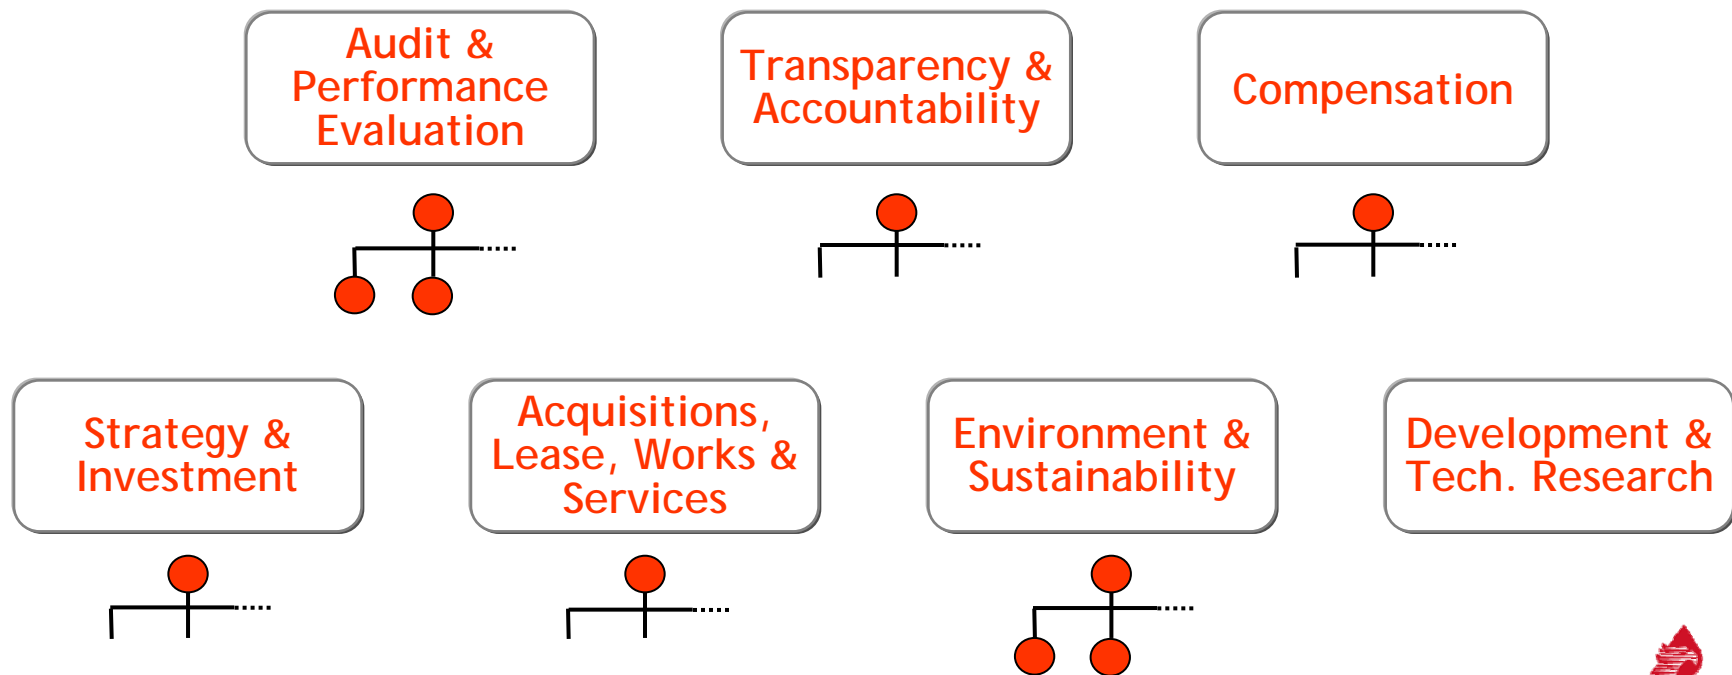 Audit &
Performance
Evaluation
Transparency &
Accountability
Compensation
Strategy &
Investment
Acquisitions,
Lease, Works &
Services
Environment &
Sustainability
Development &
Tech. Research